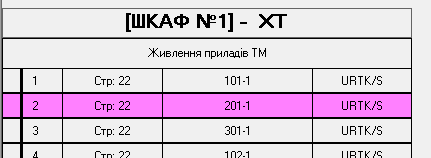 [ШКАФ №1] - XT
Живлення приладів ТМ
1 Стр: 22 101-1 URTK/S
2 Стр: 22 201-1 URTK/S
3 Стр: 22 301-1 URTK/S
4 Стр: 22 102-1 URTK/S